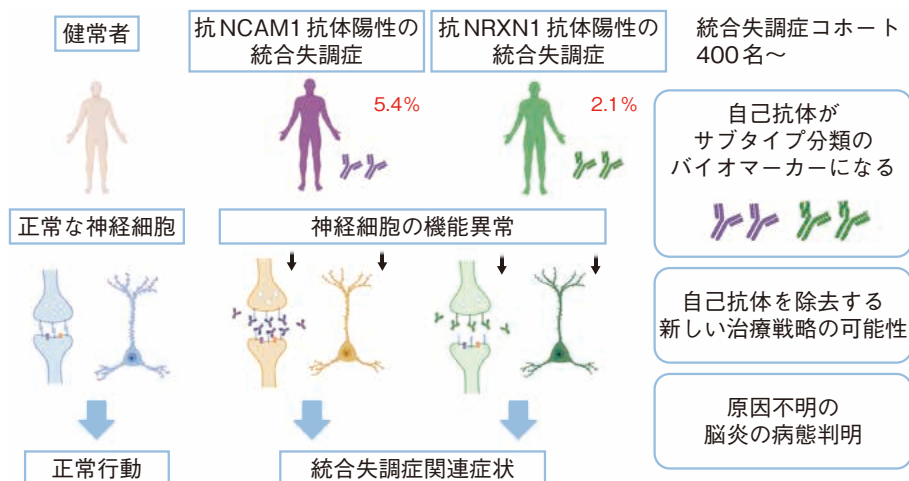 健常者
抗NCAM1抗体陽性の
統合失調症
抗NRXN1抗体陽性の
統合失調症
統合失調症コホート
400名~
5.4%
2.1%
自己抗体が
サブタイプ分類の
バイオマーカーになる
正常な神経細胞
神経細胞の機能異常
自己抗体を除去する
新しい治療戦略の可能性
原因不明の
脳炎の病態判明
正常行動
統合失調症関連症状